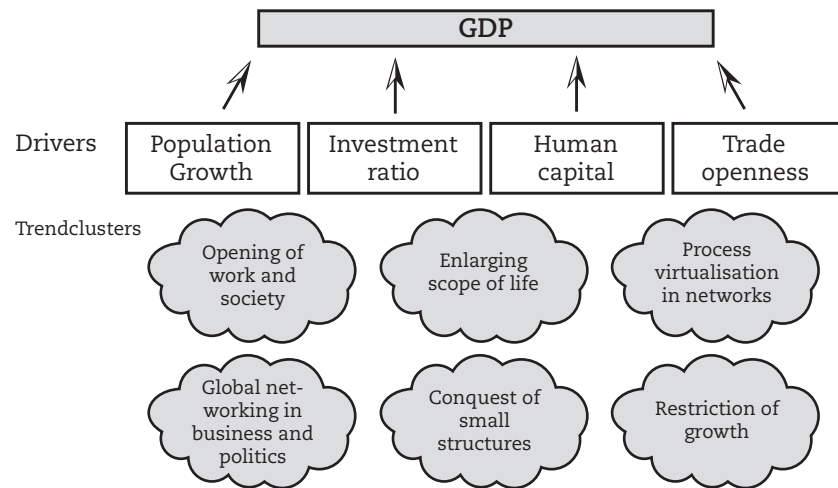 GDP
Drivers
Population
Growth
Investment
ratio
Human
capital
Trade
openness
Trendclusters
Opening of
work and
society
Enlarging
scope of life
Process
virtualisation
in networks
Global net-
working in
business and
politics
Conquest of
small
structures
Restriction of
growth